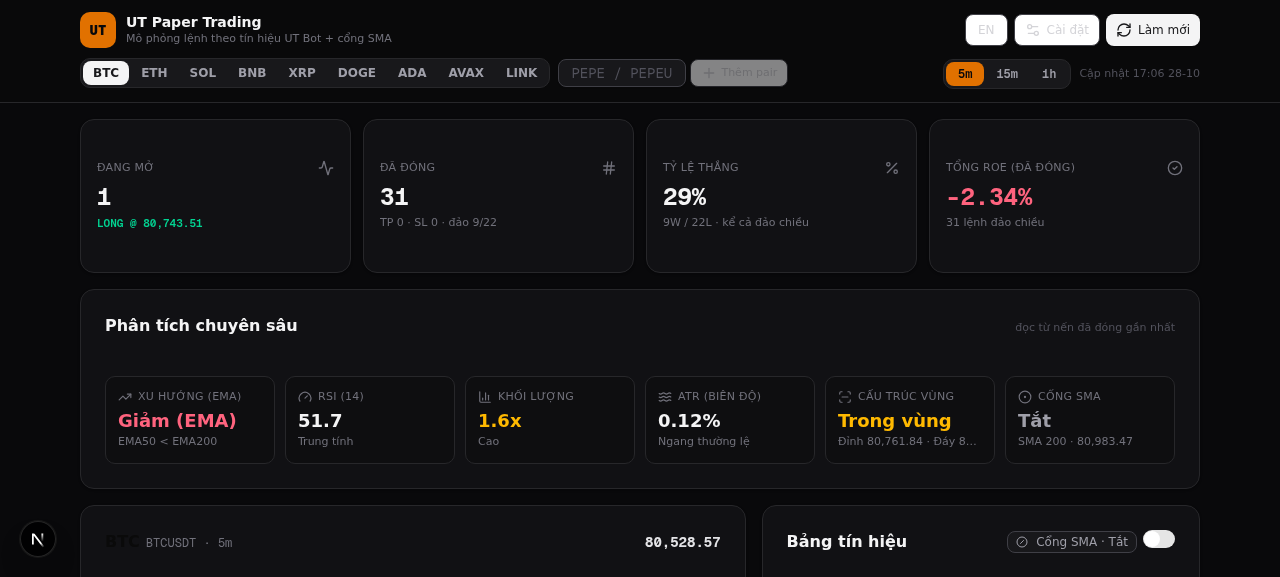 UT
UT Paper Trading
Mô phỏng lệnh theo tín hiệu UT Bot + cổng SMA
EN
Cài đặt
Làm mới
BTC ETH SOL BNB XRP DOGE ADA AVAX LINK
PEPE / PEPEU
Thêm pair
5m 15m 1h
Cập nhật 17:06 28-10
ĐANG MỞ
1
LONG @ 80,743.51
ĐÃ ĐÓNG
31
TP 0 · SL 0 · đảo 9/22
TỶ LỆ THẮNG
29%
9W / 22L · kể cả đảo chiều
TỔNG ROE (ĐÃ ĐÓNG)
-2.34%
31 lệnh đảo chiều
Phân tích chuyên sâu
đọc từ nến đã đóng gần nhất
XU HƯỚNG (EMA)
Giảm (EMA)
EMA50 < EMA200
RSI (14)
51.7
Trung tính
KHỐI LƯỢNG
1.6x
Cao
ATR (BIÊN ĐỘ)
0.12%
Ngang thường lệ
CẤU TRÚC VÙNG
Trong vùng
Đỉnh 80,761.84 · Đáy 8...
CỔNG SMA
Tắt
SMA 200 · 80,983.47
N
BTC BTCUSDT · 5m
80,528.57
Bảng tín hiệu
Cổng SMA · Tắt